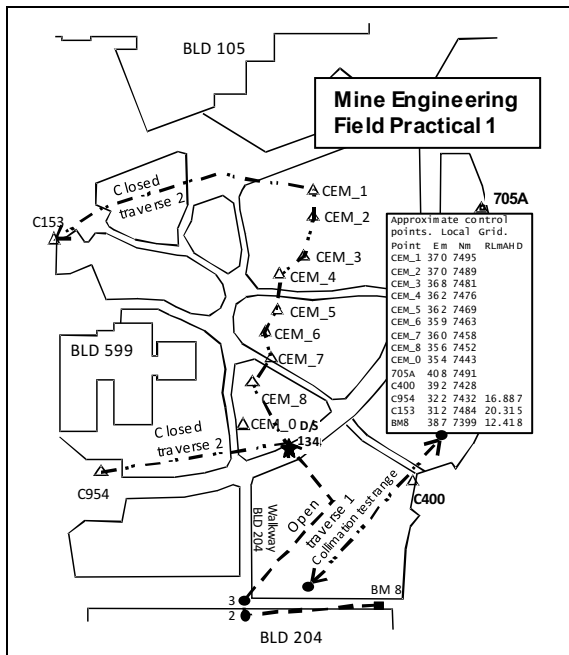 BLD 105
Mine Engineering
Field Practical 1
Closed
traverse 2
C153
CEM_1
705A
CEM_2
CEM_3
CEM_4
CEM_5
CEM_6
CEM_7
CEM_8
CEM_0
Approximate control
points. Local Grid.
Point Em Nm RLmAHD
CEM_1 370 7495
CEM_2 370 7489
CEM_3 368 7481
CEM_4 362 7476
CEM_5 362 7469
CEM_6 359 7463
CEM_7 360 7458
CEM_8 356 7452
CEM_0 354 7443
705A 408 7491
C400 392 7428
C954 322 7432 16.887
C153 312 7484 20.315
BM8 387 7399 12.418
BLD 599
D/S
134
Closed
traverse 2
C954
C400
Walkway
BLD 204
Open
traverse 1
Collimation test range
BM 8
3
2
BLD 204